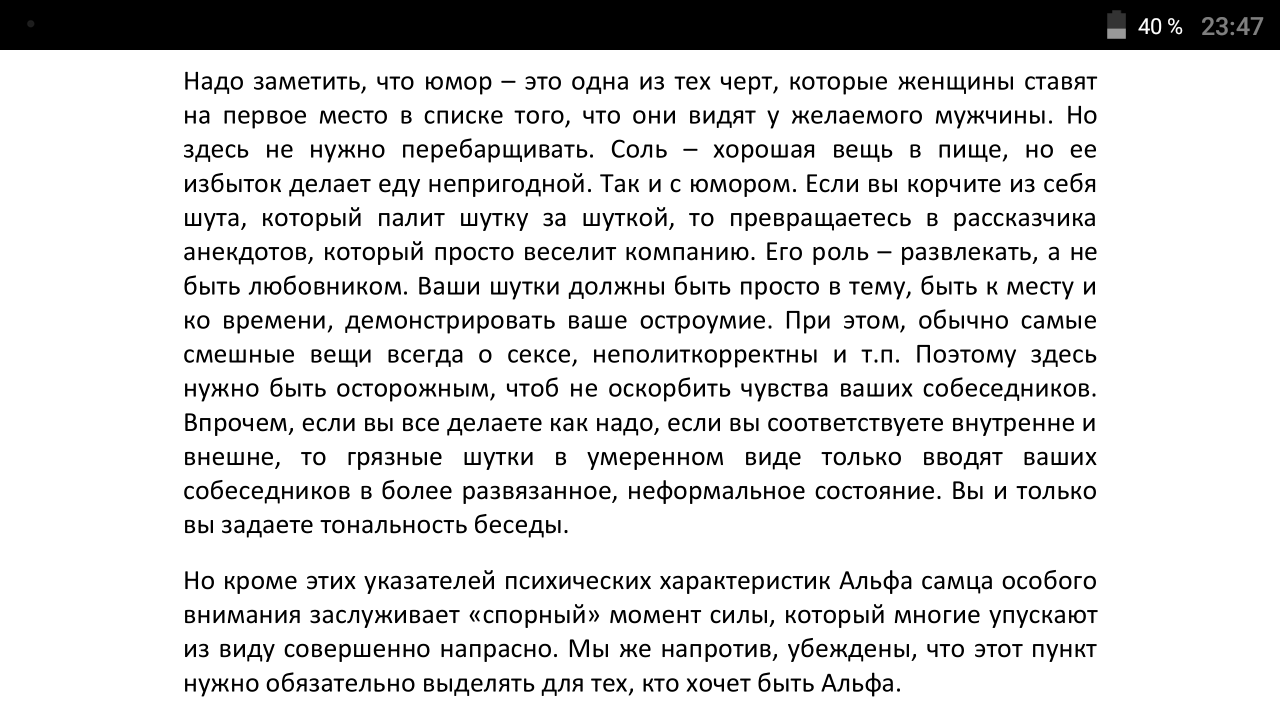 40 % 23:47
Надо заметить, что юмор – это одна из тех черт, которые женщины ставят
на первое место в списке того, что они видят у желаемого мужчины. Но
здесь не нужно перебарщивать. Соль – хорошая вещь в пище, но ее
избыток делает еду непригодной. Так и с юмором. Если вы корчите из себя
шута, который палит шутку за шуткой, то превращаетесь в рассказчика
анекдотов, который просто веселит компанию. Его роль – развлекать, а не
быть любовником. Ваши шутки должны быть просто в тему, быть к месту и
ко времени, демонстрировать ваше остроумие. При этом, обычно самые
смешные вещи всегда о сексе, неполиткорректны и т.п. Поэтому здесь
нужно быть осторожным, чтоб не оскорбить чувства ваших собеседников.
Впрочем, если вы все делаете как надо, если вы соответствуете внутренне и
внешне, то грязные шутки в умеренном виде только вводят ваших
собеседников в более развязанное, неформальное состояние. Вы и только
вы задаете тональность беседы.
Но кроме этих указателей психических характеристик Альфа самца особого
внимания заслуживает «спорный» момент силы, который многие упускают
из виду совершенно напрасно. Мы же напротив, убеждены, что этот пункт
нужно обязательно выделять для тех, кто хочет быть Альфа.